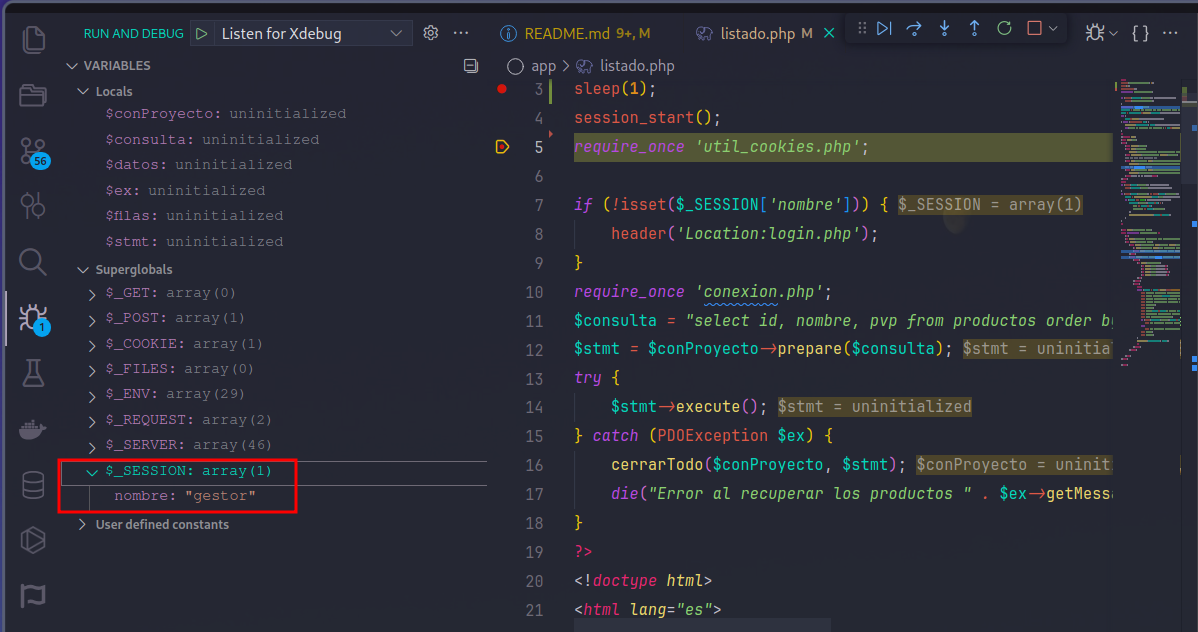 RUN AND DEBUG
Listen for Xdebug
README.md 9+, M
listado.php M
VARIABLES
Locals
$conProyecto: uninitialized
$consulta: uninitialized
$datos: uninitialized
$ex: uninitialized
$filas: uninitialized
$stmt: uninitialized
Superglobals
$_GET: array(0)
$_POST: array(1)
$_COOKIE: array(1)
$_FILES: array(0)
$_ENV: array(29)
$_REQUEST: array(2)
$_SERVER: array(46)
$_SESSION: array(1)
nombre: "gestor"
User defined constants
56
1
app > listado.php
3 sleep(1);
4 session_start();
5 require_once 'util_cookies.php';
6
7 if (!isset($_SESSION['nombre'])) { $_SESSION = array(1)
8 header('Location:login.php');
9 }
10 require_once 'conexion.php';
11 $consulta = "select id, nombre, pvp from productos order by
12 $stmt = $conProyecto->prepare($consulta); $stmt = uninitia
13 try {
14 $stmt->execute(); $stmt = uninitialized
15 } catch (PDOException $ex) {
16 cerrarTodo($conProyecto, $stmt); $conProyecto = uninit
17 die("Error al recuperar los productos " . $ex->getMess
18 }
19 ?>
20 <!doctype html>
21 <html lang="es">